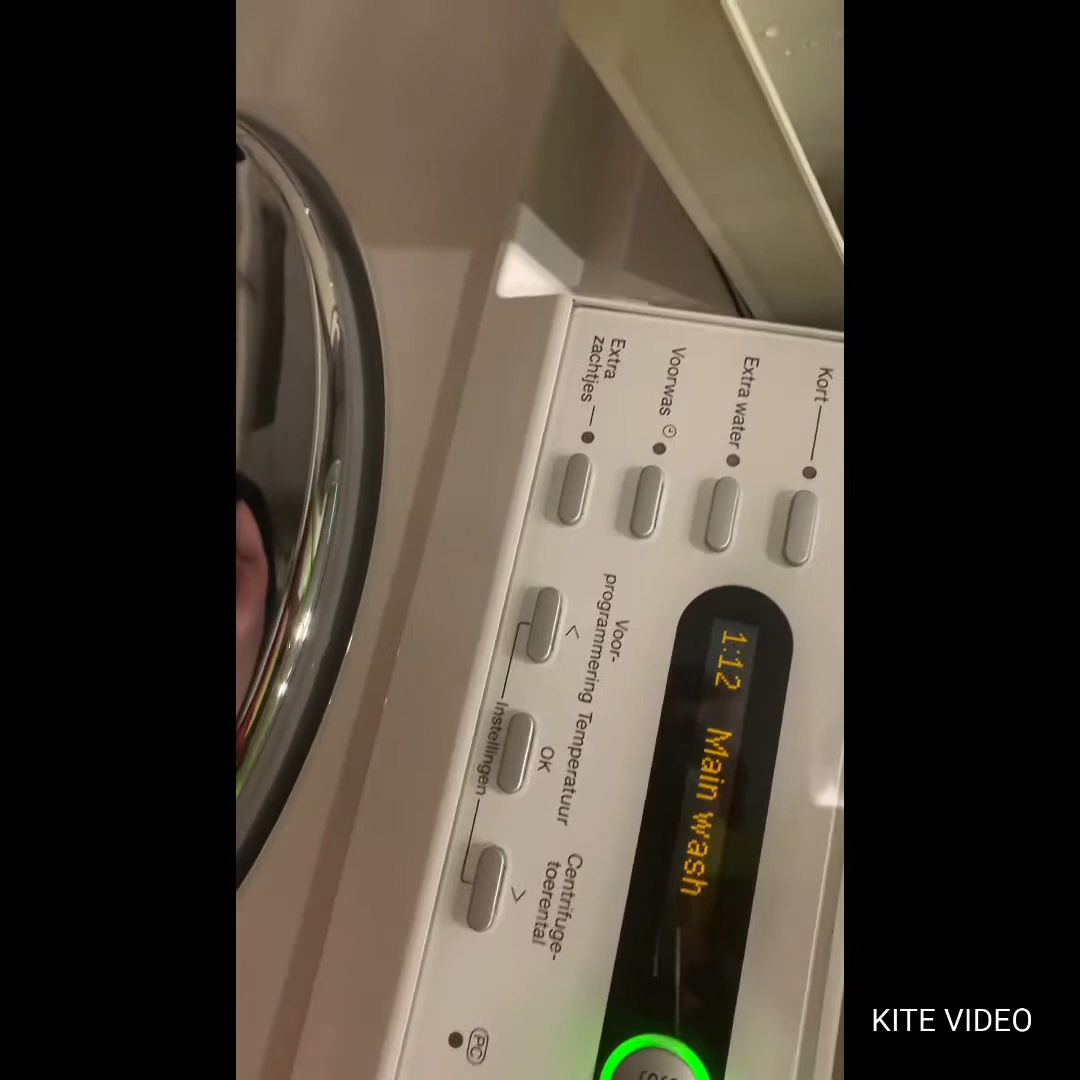 Kort
Extra water
Voorwas
Extra
zachtjes
1:12 Main wash
Voor-
programmering
Temperatuur
Centrifuge-
toerental
<
OK
>
Instellingen
PC
KITE VIDEO